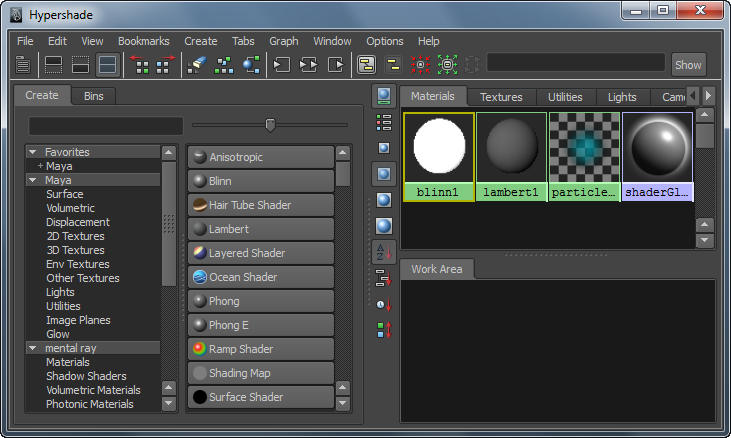 Hypershade
File Edit View Bookmarks Create Tabs Graph Window Options Help
Show
Create Bins
Favorites
+ Maya
Maya
Surface
Volumetric
Displacement
2D Textures
3D Textures
Env Textures
Other Textures
Lights
Utilities
Image Planes
Glow
mental ray
Materials
Shadow Shaders
Volumetric Materials
Photonic Materials
Anisotropic
Blinn
Hair Tube Shader
Lambert
Layered Shader
Ocean Shader
Phong
Phong E
Ramp Shader
Shading Map
Surface Shader
A
Z
Materials Textures Utilities Lights Came
blinn1 lambert1 particle... shaderGl...
Work Area